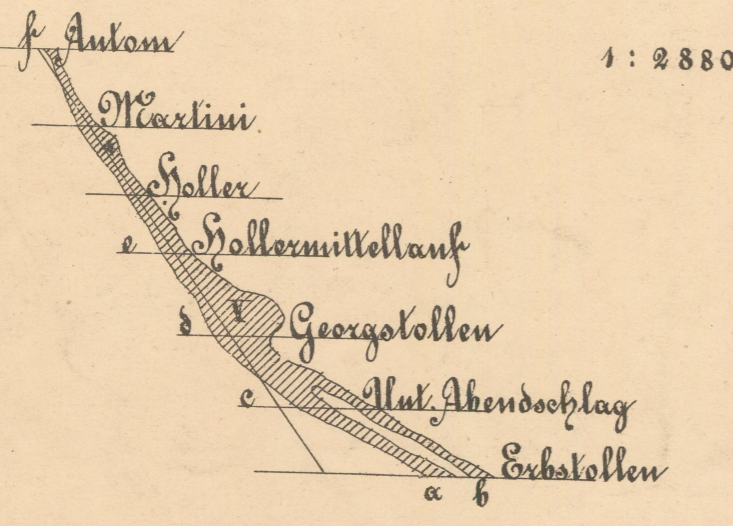 f Antom
1 : 2880
Martini
Holler
e Hollermittellauf
V
d Georgstollen
c Unt. Abendschlag
Erbstollen
a b